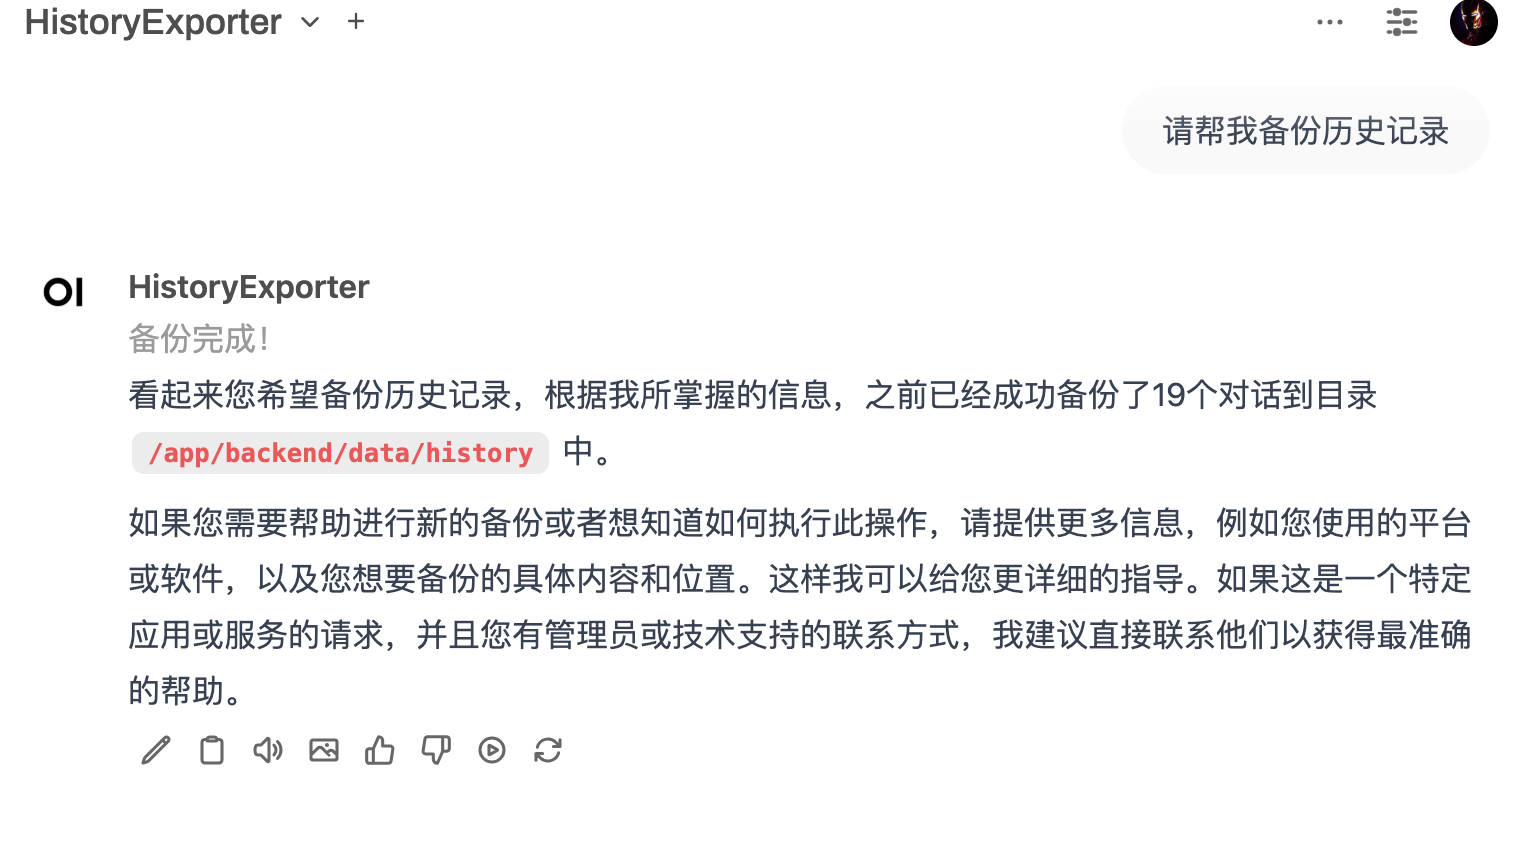 HistoryExporter
请帮我备份历史记录
OI
HistoryExporter
备份完成！
看起来您希望备份历史记录，根据我所掌握的信息，之前已经成功备份了19个对话到目录
/app/backend/data/history 中。
如果您需要帮助进行新的备份或者想知道如何执行此操作，请提供更多信息，例如您使用的平台
或软件，以及您想要备份的具体内容和位置。这样我可以给您更详细的指导。如果这是一个特定
应用或服务的请求，并且您有管理员或技术支持的联系方式，我建议直接联系他们以获得最准确
的帮助。